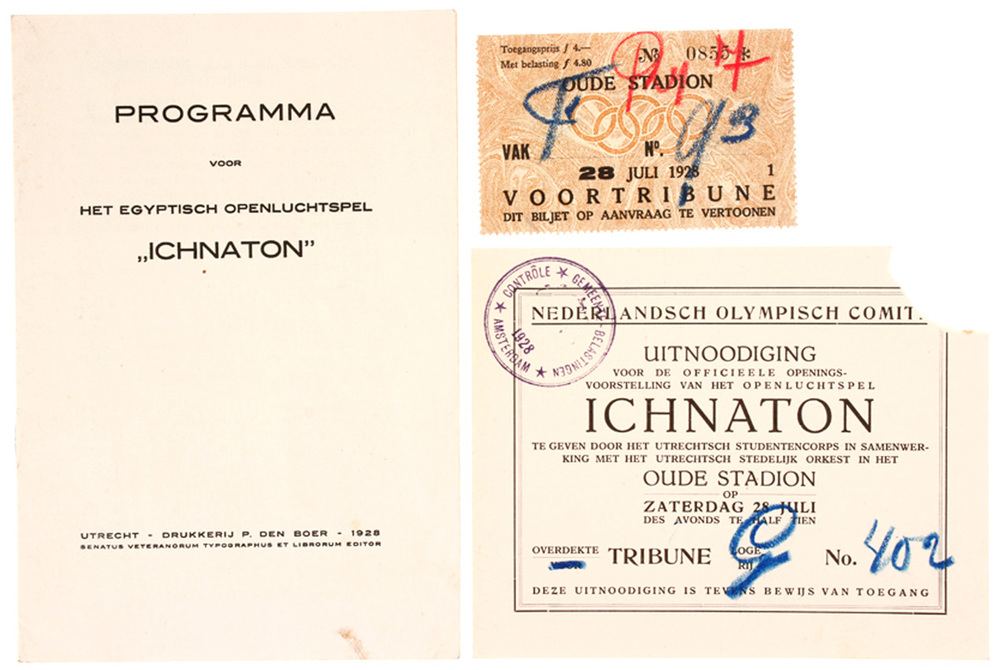 PROGRAMMA
VOOR
HET EGYPTISCH OPENLUCHTSPEL
„ICHNATON”
UTRECHT - DRUKKERIJ P. DEN BOER - 1928
SENATUS VETERANORUM TYPOGRAPHUS ET LIBRORUM EDITOR
Toegangsprijs ƒ 4.—
Met belasting ƒ 4.80
№ 0855 *
OUDE STADION
VAK
Nº. 93
28 JULI 1928 1
VOORTRIBUNE
DIT BILJET OP AANVRAAG TE VERTOONEN
CONTRÔLE ★ GEMEENTE-BELASTINGEN ★ AMSTERDAM ★
1928
NEDERLANDSCH OLYMPISCH COMIT
UITNOODIGING
VOOR DE OFFICIEELE OPENINGS-
VOORSTELLING VAN HET OPENLUCHTSPEL
ICHNATON
TE GEVEN DOOR HET UTRECHTSCH STUDENTENCORPS IN SAMENWER-
KING MET HET UTRECHTSCH STEDELIJK ORKEST IN HET
OUDE STADION
OP
ZATERDAG 28 JULI
DES AVONDS TE HALF TIEN
OVERDEKTE
VOOR
TRIBUNE
LOGE
RIJ
G
No. 402
DEZE UITNOODIGING IS TEVENS BEWIJS VAN TOEGANG